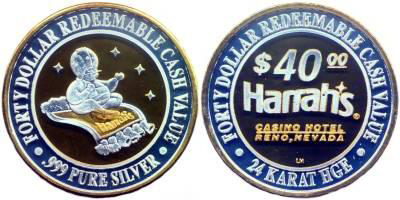 FORTY DOLLAR REDEEMABLE CASH VALUE
Harrah's
.999 PURE SILVER
FORTY DOLLAR REDEEMABLE CASH VALUE
$40.00
Harrah's®
CASINO HOTEL
RENO, NEVADA
24 KARAT HGE